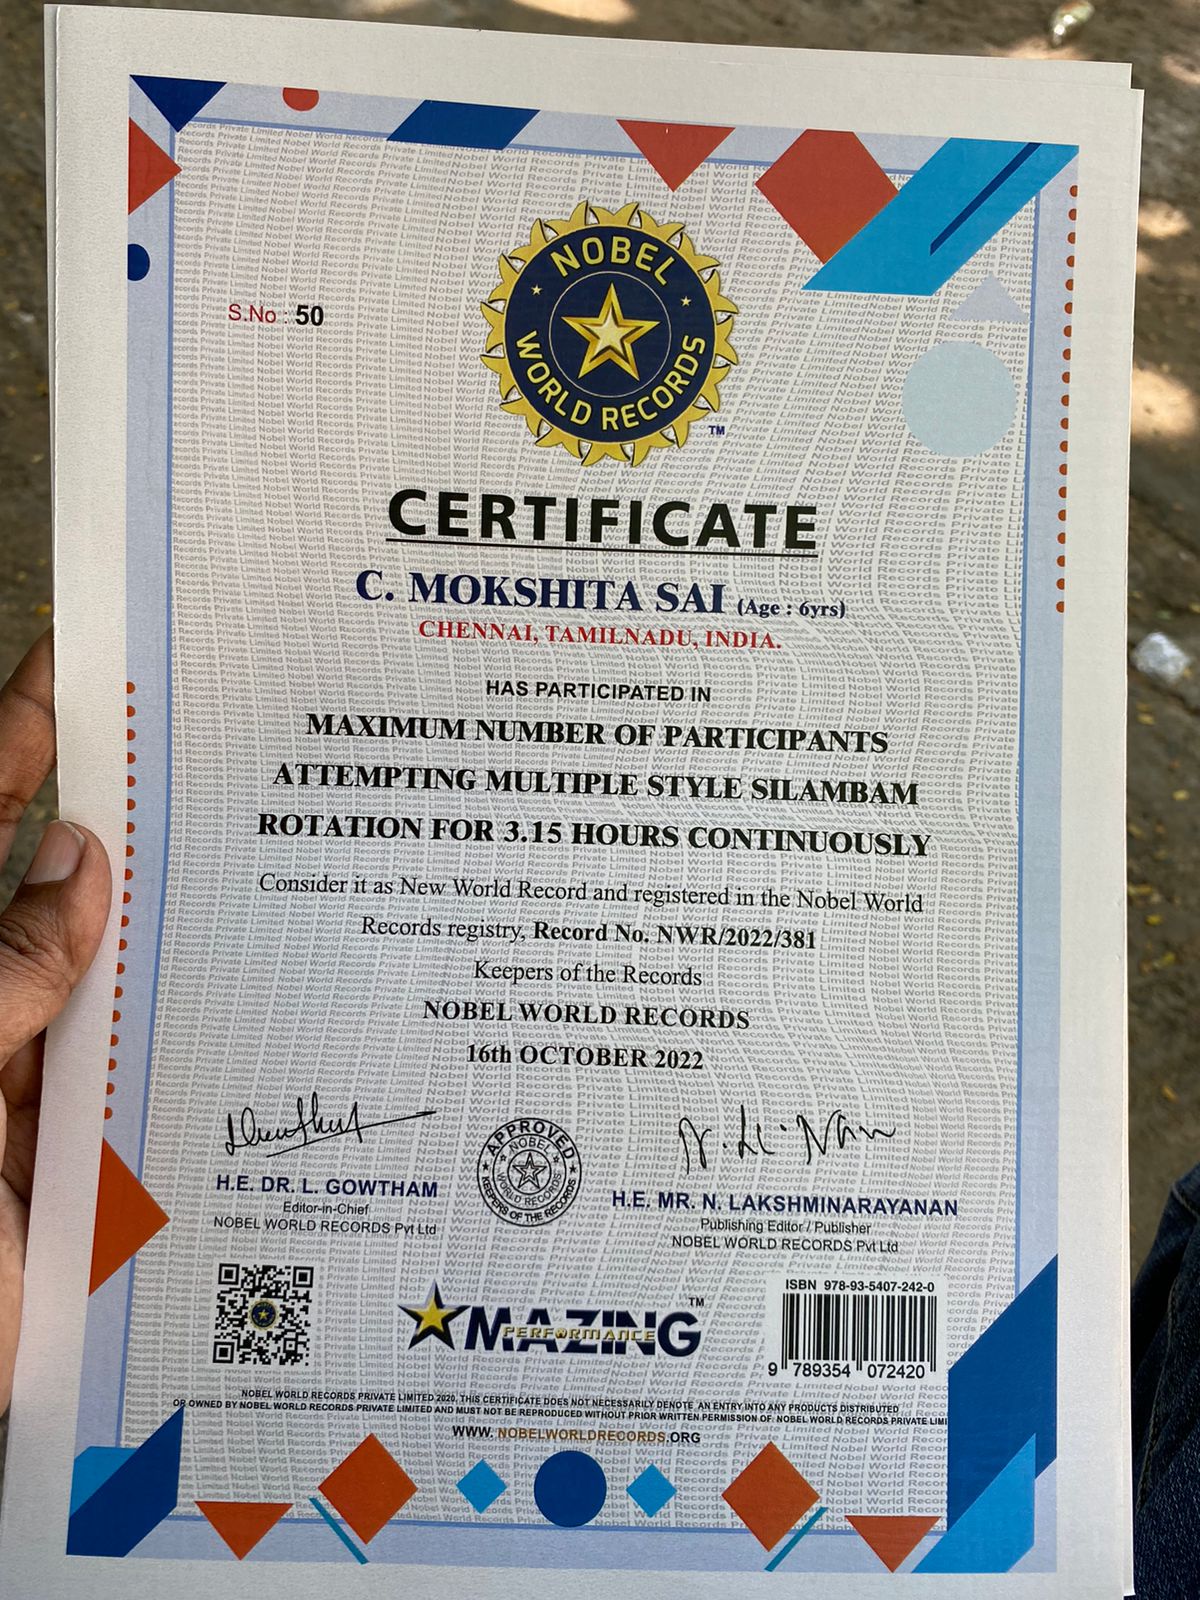 NOBEL
WORLD RECORDS
TM
S.No : 50
CERTIFICATE
C. MOKSHITA SAI (Age : 6yrs)
CHENNAI, TAMILNADU, INDIA.
HAS PARTICIPATED IN
MAXIMUM NUMBER OF PARTICIPANTS
ATTEMPTING MULTIPLE STYLE SILAMBAM
ROTATION FOR 3.15 HOURS CONTINUOUSLY
Consider it as New World Record and registered in the Nobel World
Records registry, Record No. NWR/2022/381
Keepers of the Records
NOBEL WORLD RECORDS
16th OCTOBER 2022
APPROVED
NOBEL
WORLD RECORDS
KEEPERS OF THE RECORDS
H.E. DR. L. GOWTHAM
Editor-in-Chief
NOBEL WORLD RECORDS Pvt Ltd
H.E. MR. N. LAKSHMINARAYANAN
Publishing Editor / Publisher
NOBEL WORLD RECORDS Pvt Ltd
MAZING
TM
PERFORMANCE
ISBN 978-93-5407-242-0
9 789354 072420
NOBEL WORLD RECORDS PRIVATE LIMITED 2020, THIS CERTIFICATE DOES NOT NECESSARILY DENOTE AN ENTRY INTO ANY PRODUCTS DISTRIBUTED
OR OWNED BY NOBEL WORLD RECORDS PRIVATE LIMITED AND MUST NOT BE REPRODUCED WITHOUT PRIOR WRITTEN PERMISSION OF. NOBEL WORLD RECORDS PRIVATE LIMI
WWW. NOBELWORLDRECORDS.ORG